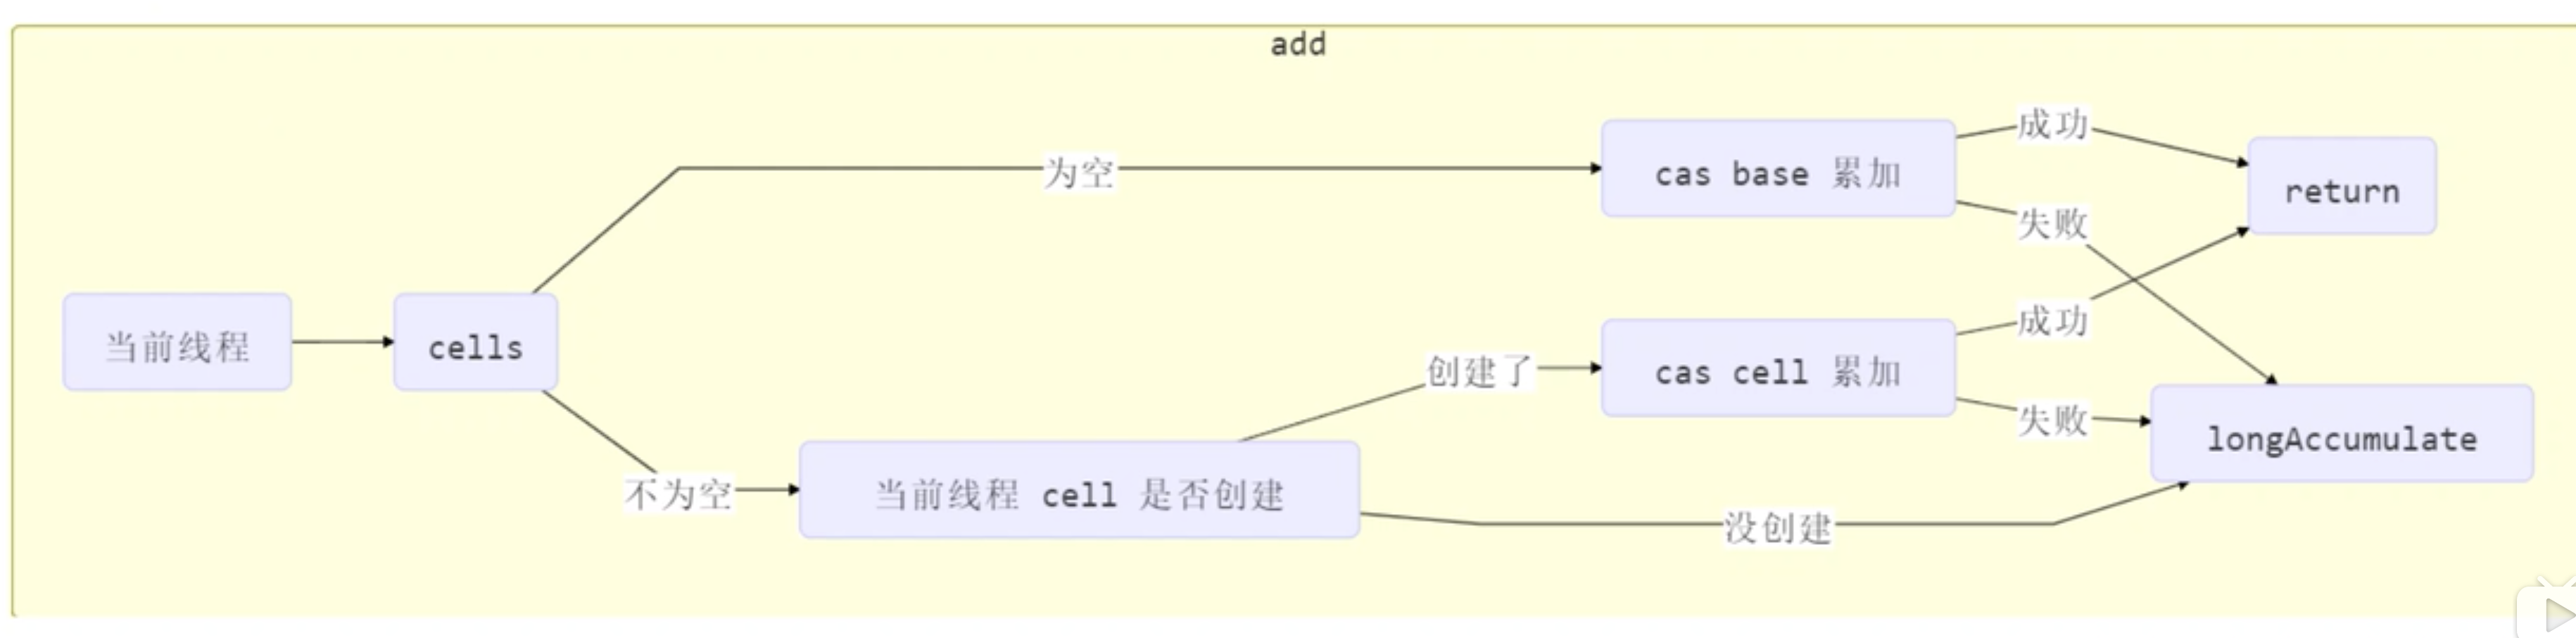 add
当前线程
cells
为空
不为空
当前线程 cell 是否创建
创建了
没创建
cas base 累加
成功
失败
cas cell 累加
成功
失败
return
longAccumulate